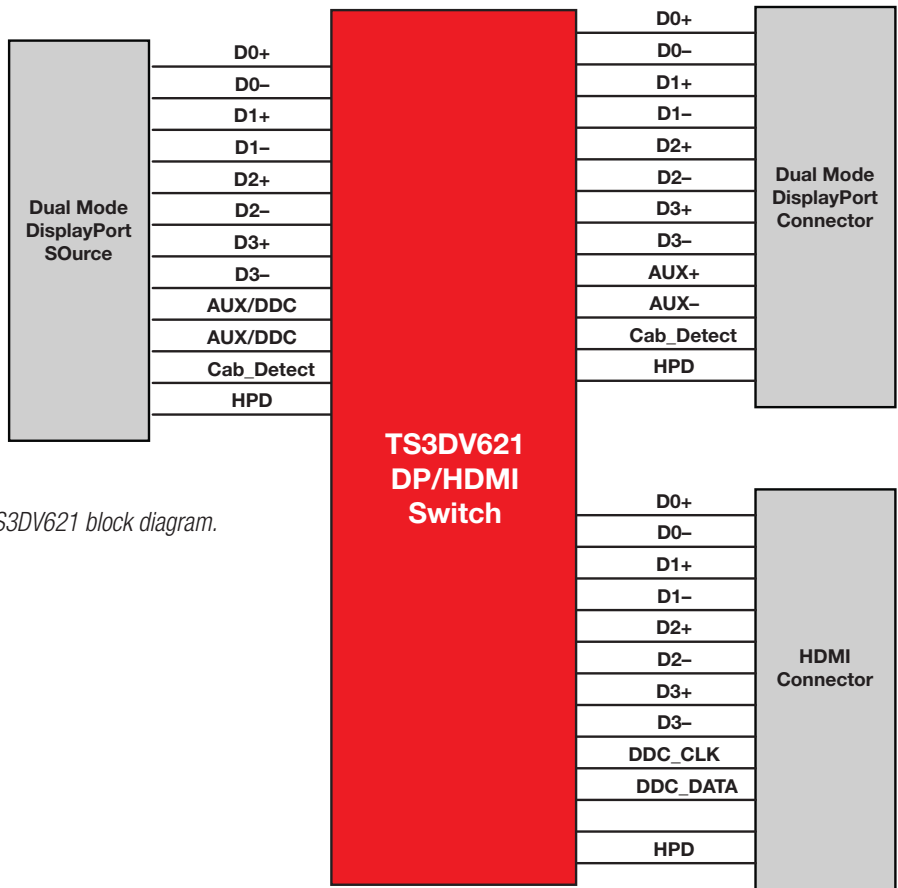 D0+
D0–
D1+
D1–
D2+
D2–
D3+
D3–
AUX/DDC
AUX/DDC
Cab_Detect
HPD
Dual Mode
DisplayPort
SOurce
TS3DV621
DP/HDMI
Switch
D0+
D0–
D1+
D1–
D2+
D2–
D3+
D3–
AUX+
AUX–
Cab_Detect
HPD
Dual Mode
DisplayPort
Connector
D0+
D0–
D1+
D1–
D2+
D2–
D3+
D3–
DDC_CLK
DDC_DATA
HPD
HDMI
Connector
S3DV621 block diagram.